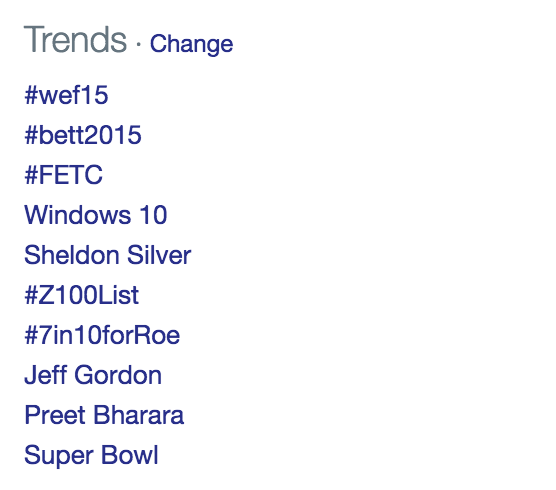 Trends · Change
#wef15
#bett2015
#FETC
Windows 10
Sheldon Silver
#Z100List
#7in10forRoe
Jeff Gordon
Preet Bharara
Super Bowl